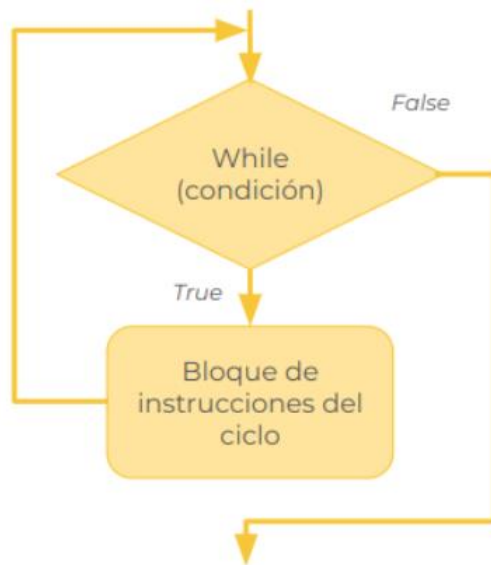 False
While
(condición)
True
Bloque de
instrucciones del
ciclo